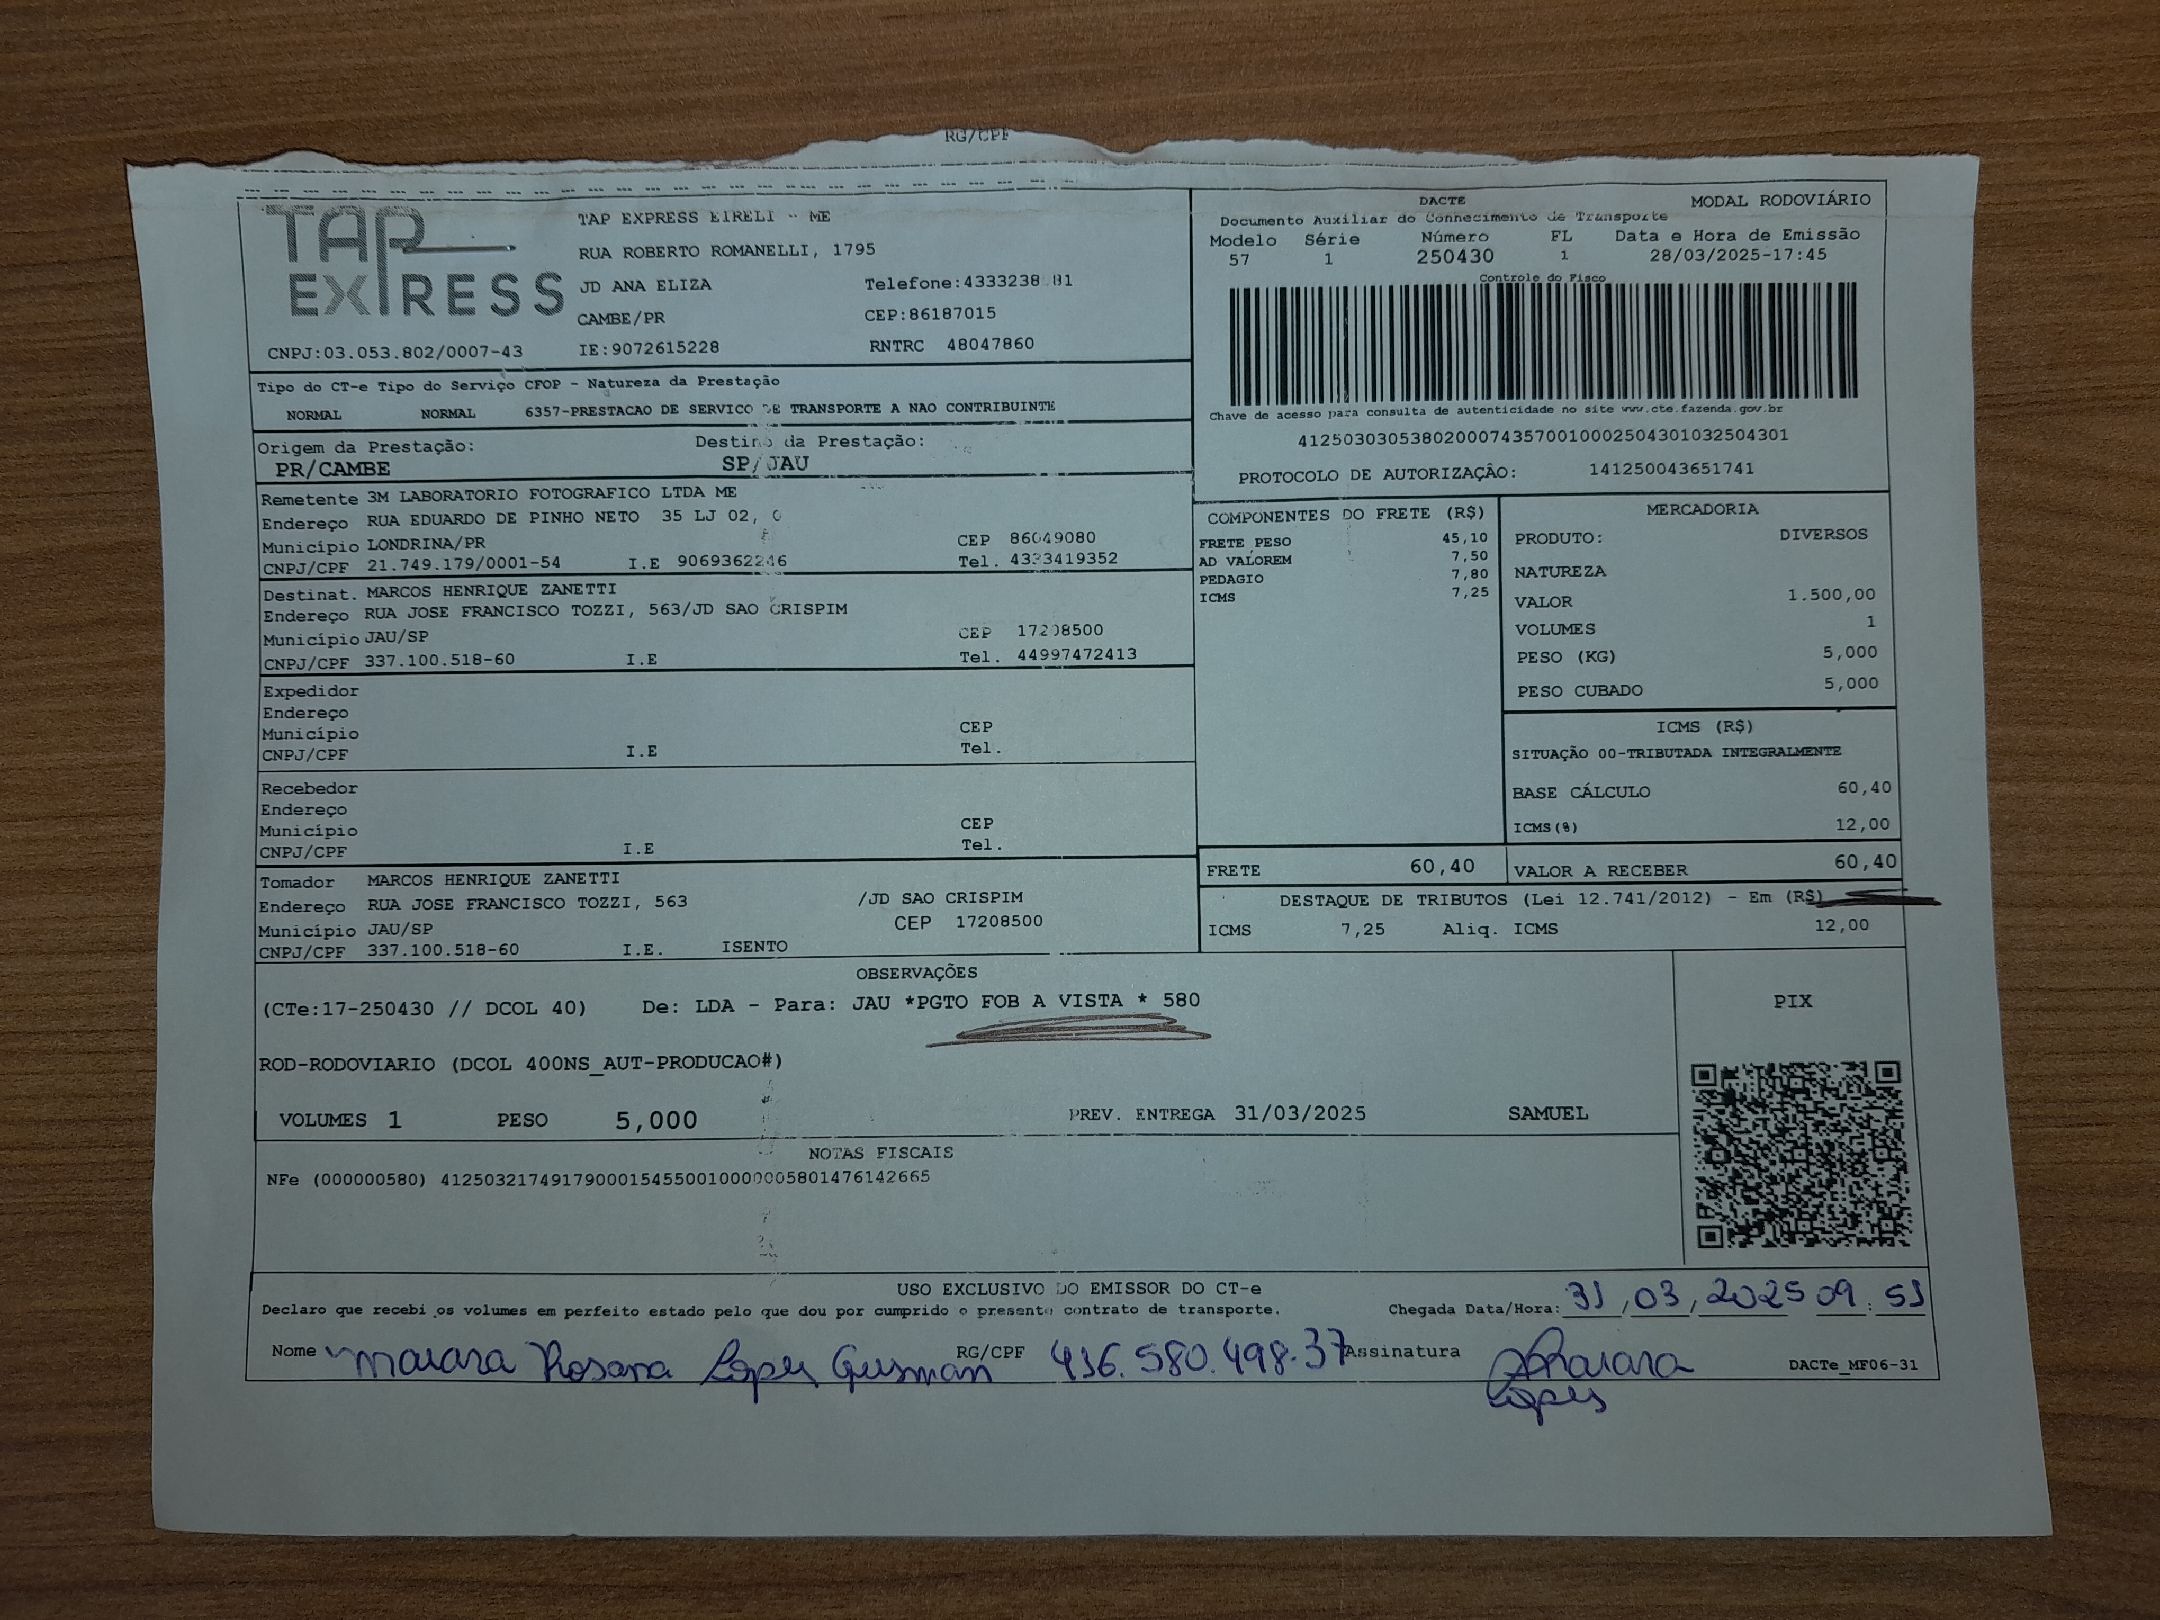 RG/CPF
TAP EXPRESS
TAP EXPRESS EIRELI - ME
RUA ROBERTO ROMANELLI, 1795
JD ANA ELIZA Telefone:4333238 81
CAMBE/PR CEP:86187015
CNPJ:03.053.802/0007-43 IE:9072615228 RNTRC 48047860
DACTE MODAL RODOVIÁRIO
Documento Auxiliar do Conhecimento de Transporte
Modelo Série Número FL Data e Hora de Emissão
57 1 250430 1 28/03/2025-17:45
Controle do Fisco
Chave de acesso para consulta de autenticidade no site www.cte.fazenda.gov.br
41250303053802000743570010002504301032504301
PROTOCOLO DE AUTORIZAÇÃO: 141250043651741
Tipo do CT-e Tipo do Serviço CFOP - Natureza da Prestação
NORMAL NORMAL 6357-PRESTACAO DE SERVICO DE TRANSPORTE A NAO CONTRIBUINTE
Origem da Prestação: Destino da Prestação:
PR/CAMBE SP/JAU
Remetente 3M LABORATORIO FOTOGRAFICO LTDA ME
Endereço RUA EDUARDO DE PINHO NETO 35 LJ 02, 0
Município LONDRINA/PR CEP 86049080
CNPJ/CPF 21.749.179/0001-54 I.E 9069362246 Tel. 4333419352
Destinat. MARCOS HENRIQUE ZANETTI
Endereço RUA JOSE FRANCISCO TOZZI, 563/JD SAO CRISPIM
Município JAU/SP CEP 17208500
CNPJ/CPF 337.100.518-60 I.E Tel. 44997472413
Expedidor
Endereço
Município CEP
CNPJ/CPF I.E Tel.
Recebedor
Endereço
Município CEP
CNPJ/CPF I.E Tel.
Tomador MARCOS HENRIQUE ZANETTI
Endereço RUA JOSE FRANCISCO TOZZI, 563 /JD SAO CRISPIM
Município JAU/SP CEP 17208500
CNPJ/CPF 337.100.518-60 I.E. ISENTO
COMPONENTES DO FRETE (R$)
FRETE PESO 45,10
AD VALOREM 7,50
PEDAGIO 7,80
ICMS 7,25
MERCADORIA
PRODUTO: DIVERSOS
NATUREZA
VALOR 1.500,00
VOLUMES 1
PESO (KG) 5,000
PESO CUBADO 5,000
ICMS (R$)
SITUAÇÃO 00-TRIBUTADA INTEGRALMENTE
BASE CÁLCULO 60,40
ICMS(%) 12,00
FRETE 60,40 VALOR A RECEBER 60,40
DESTAQUE DE TRIBUTOS (Lei 12.741/2012) - Em (R$)
ICMS 7,25 Aliq. ICMS 12,00
OBSERVAÇÕES
(CTe:17-250430 // DCOL 40) De: LDA - Para: JAU *PGTO FOB A VISTA * 580
ROD-RODOVIARIO (DCOL 400NS_AUT-PRODUCAO#)
VOLUMES 1 PESO 5,000 PREV. ENTREGA 31/03/2025 SAMUEL
PIX
NOTAS FISCAIS
NFe (000000580) 41250321749179000154550010000005801476142665
USO EXCLUSIVO DO EMISSOR DO CT-e
Declaro que recebi os volumes em perfeito estado pelo que dou por cumprido o presente contrato de transporte. Chegada Data/Hora: 31/03/2025 09:51
Nome Maiara Rosana Lopes Gusman RG/CPF 436.580.498-37 Assinatura Maiara Lopes DACTe_MF06-31